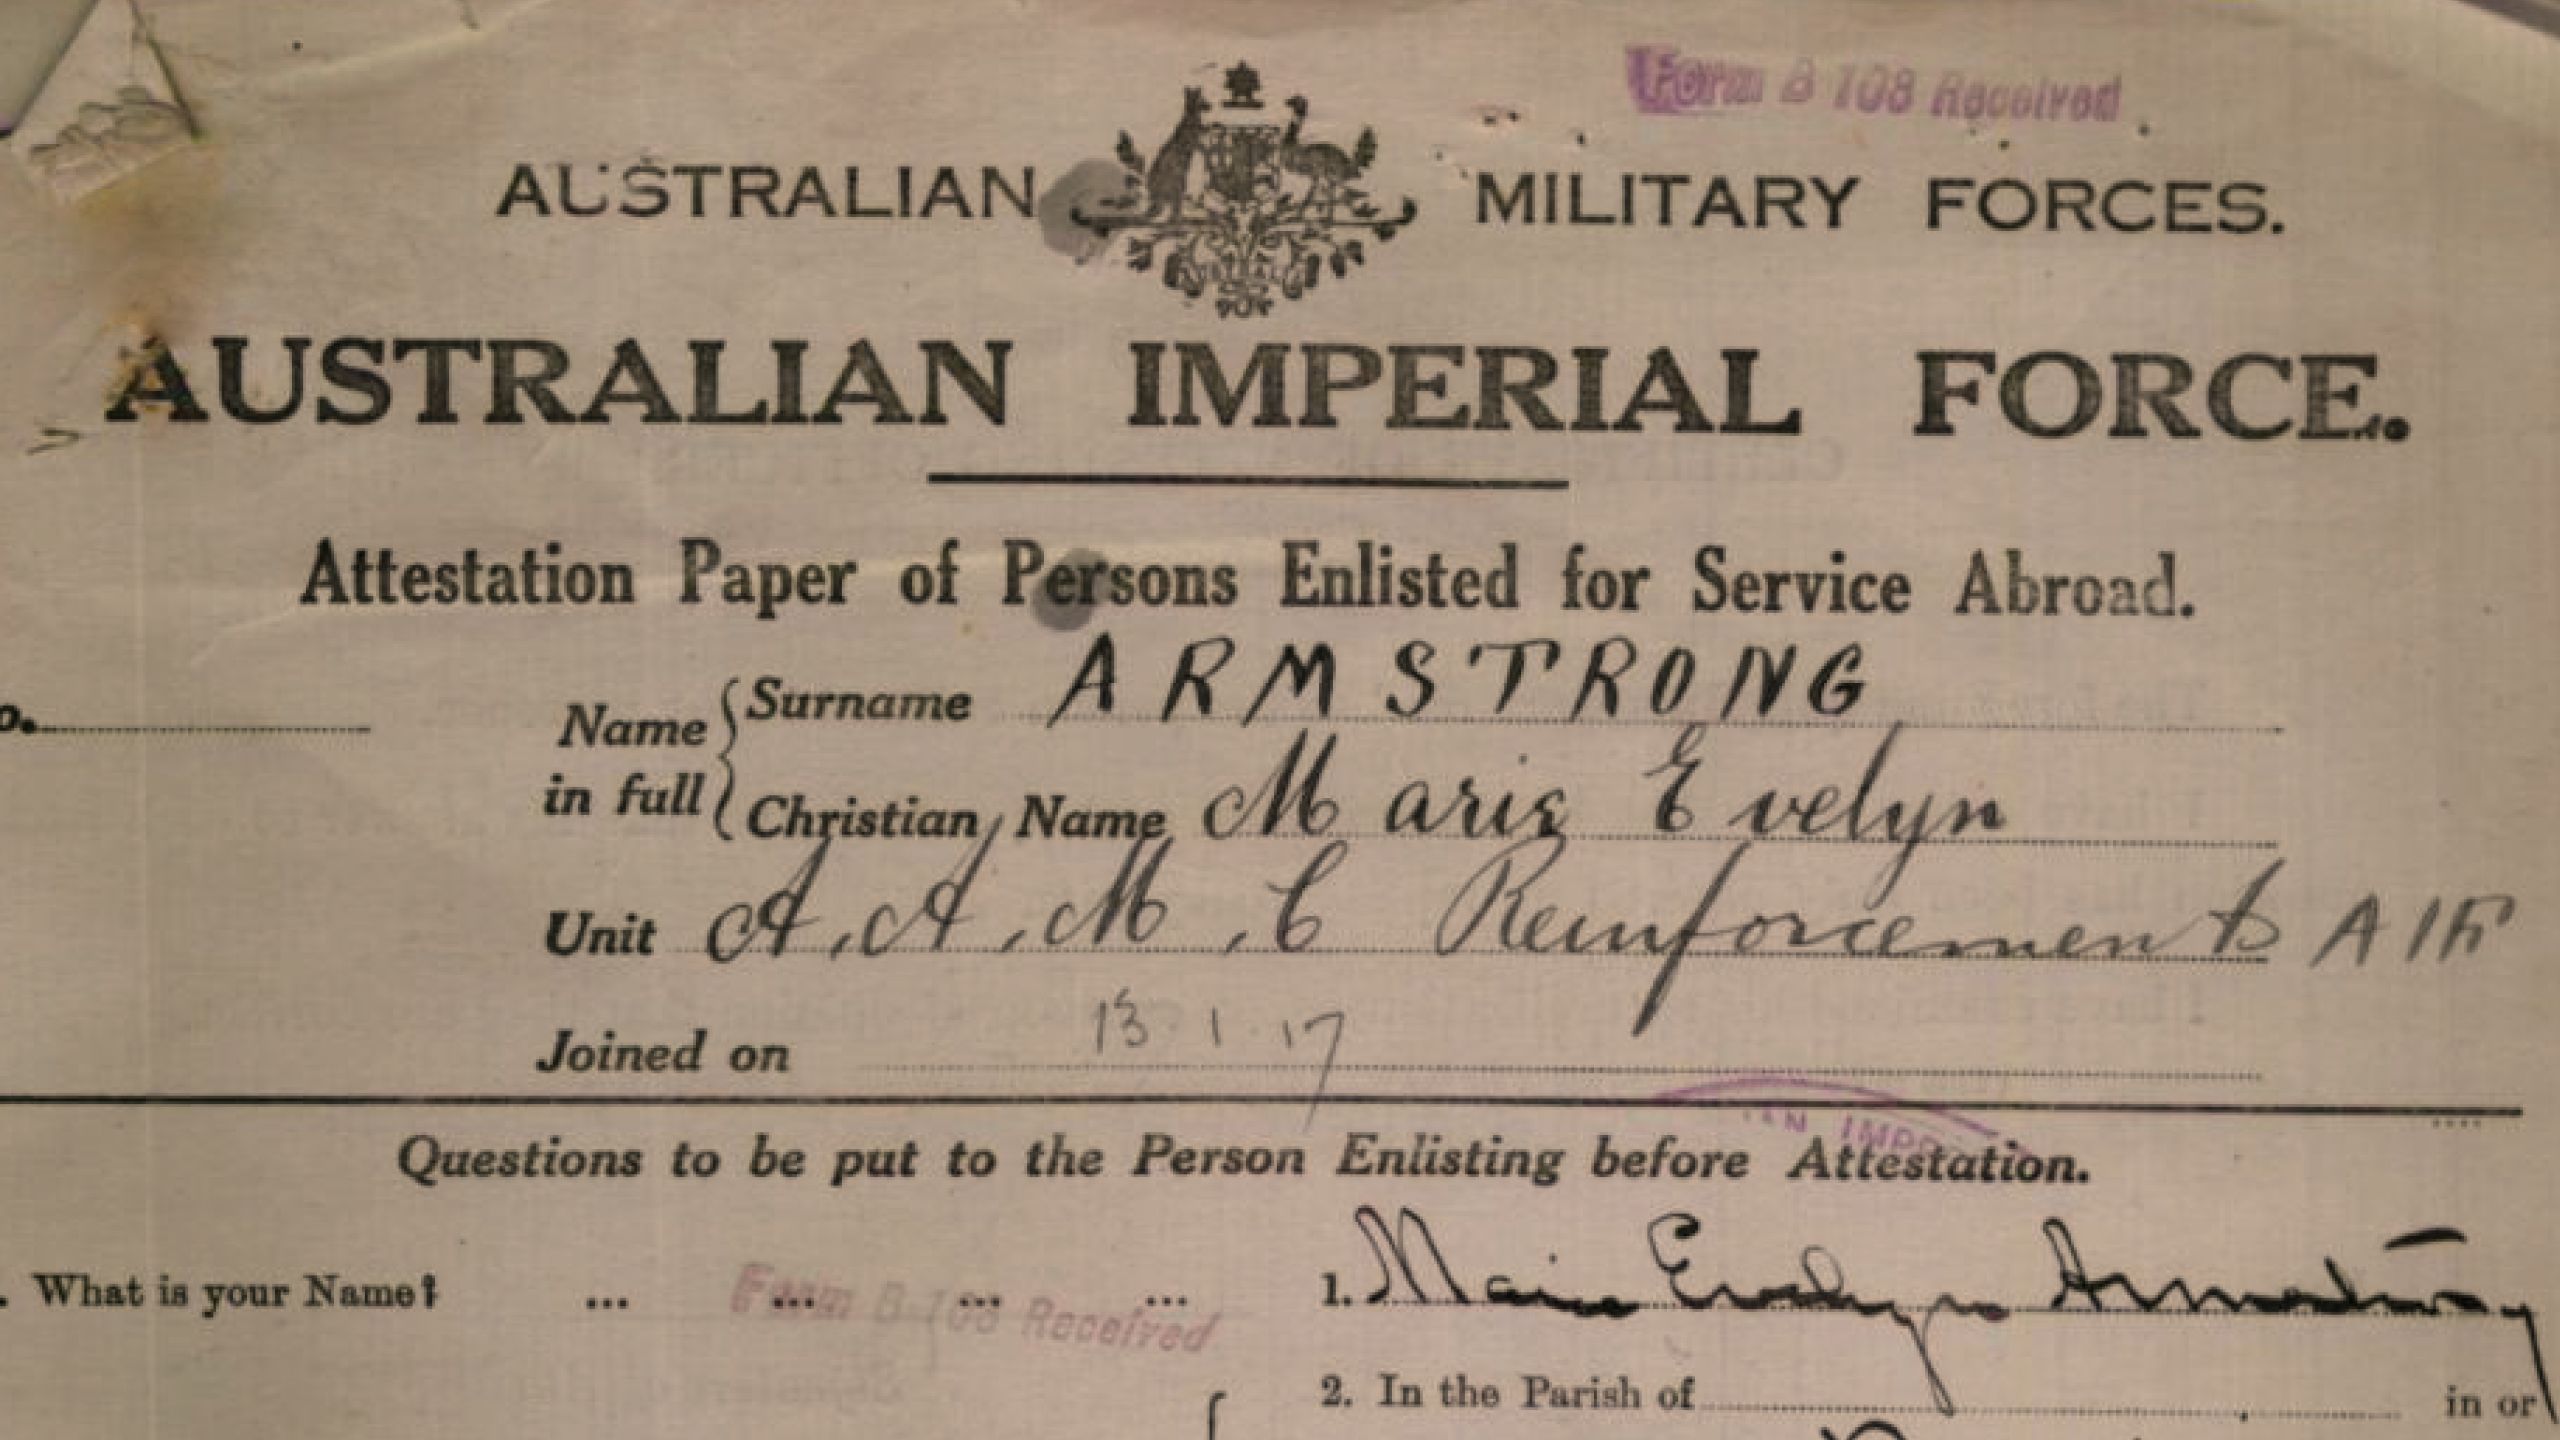 Form B 108 Received
AUSTRALIAN MILITARY FORCES.
AUSTRALIAN IMPERIAL FORCE.
Attestation Paper of Persons Enlisted for Service Abroad.
Surname ARMSTRONG
Name in full
Christian Name Marie Evelyn
Unit A.A.M.C Reinforcements AIF
Joined on 13.1.17
Questions to be put to the Person Enlisting before Attestation.
What is your Name? ... ... ... ... 1. Marie Evelyn Armstrong
Form B 108 Received
2. In the Parish of in or